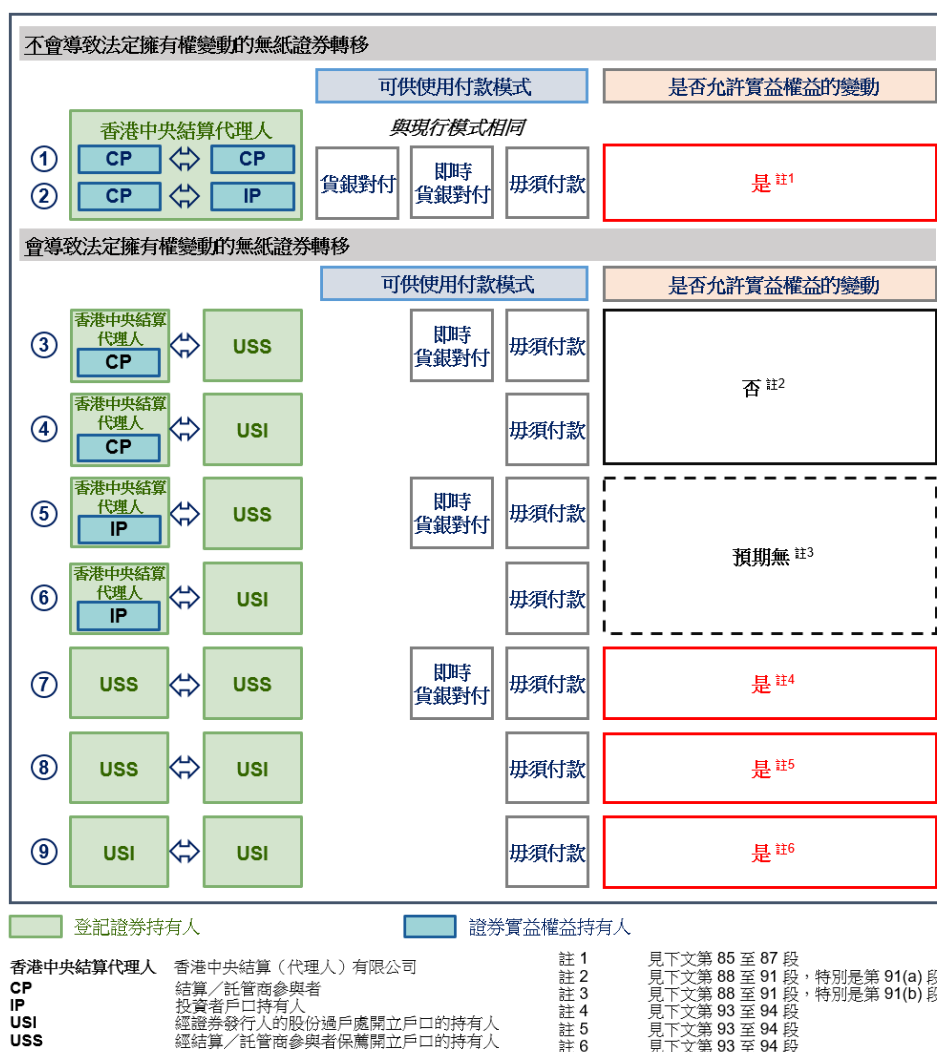 不會導致法定擁有權變動的無紙證券轉移
可供使用付款模式
是否允許實益權益的變動
香港中央結算代理人
與現行模式相同
① CP CP
② CP IP
貨銀對付
即時
貨銀對付
毋須付款
是 註1
會導致法定擁有權變動的無紙證券轉移
可供使用付款模式
是否允許實益權益的變動
③
香港中央結算
代理人
CP
USS
即時
貨銀對付
毋須付款
否 註2
④
香港中央結算
代理人
CP
USI
毋須付款
⑤
香港中央結算
代理人
IP
USS
即時
貨銀對付
毋須付款
預期無 註3
⑥
香港中央結算
代理人
IP
USI
毋須付款
⑦ USS USS
即時
貨銀對付
毋須付款
是 註4
⑧ USS USI 毋須付款 是 註5
⑨ USI USI 毋須付款 是 註6
登記證券持有人
證券實益權益持有人
香港中央結算代理人 香港中央結算（代理人）有限公司
CP 結算／託管商參與者
IP 投資者戶口持有人
USI 經證券發行人的股份過戶處開立戶口的持有人
USS 經結算／託管商參與者保薦開立戶口的持有人
註 1 見下文第 85 至 87 段
註 2 見下文第 88 至 91 段，特別是第 91(a) 段
註 3 見下文第 88 至 91 段，特別是第 91(b) 段
註 4 見下文第 93 至 94 段
註 5 見下文第 93 至 94 段
註 6 見下文第 93 至 94 段